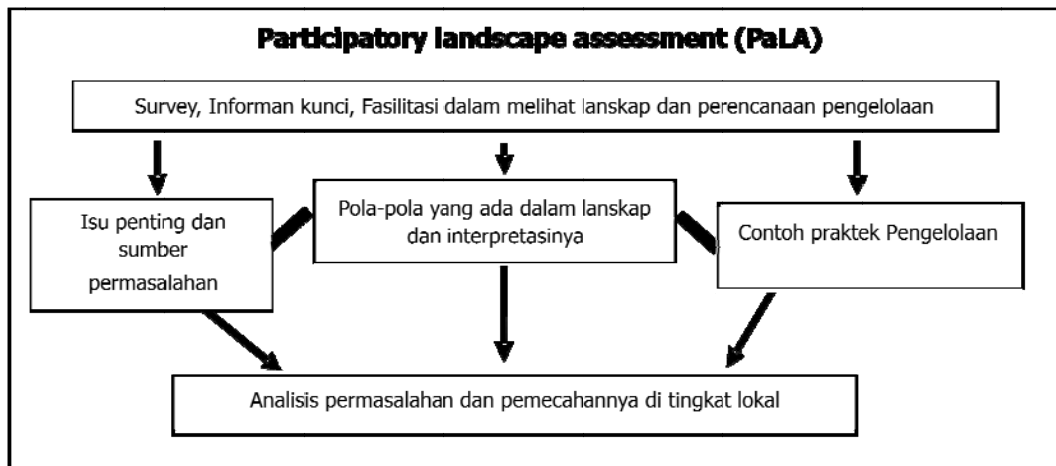 Participatory landscape assessment (PaLA)
Survey, Informan kunci, Fasilitasi dalam melihat lanskap dan perencanaan pengelolaan
Isu penting dan
sumber
permasalahan
Pola-pola yang ada dalam lanskap
dan interpretasinya
Contoh praktek Pengelolaan
Analisis permasalahan dan pemecahannya di tingkat lokal